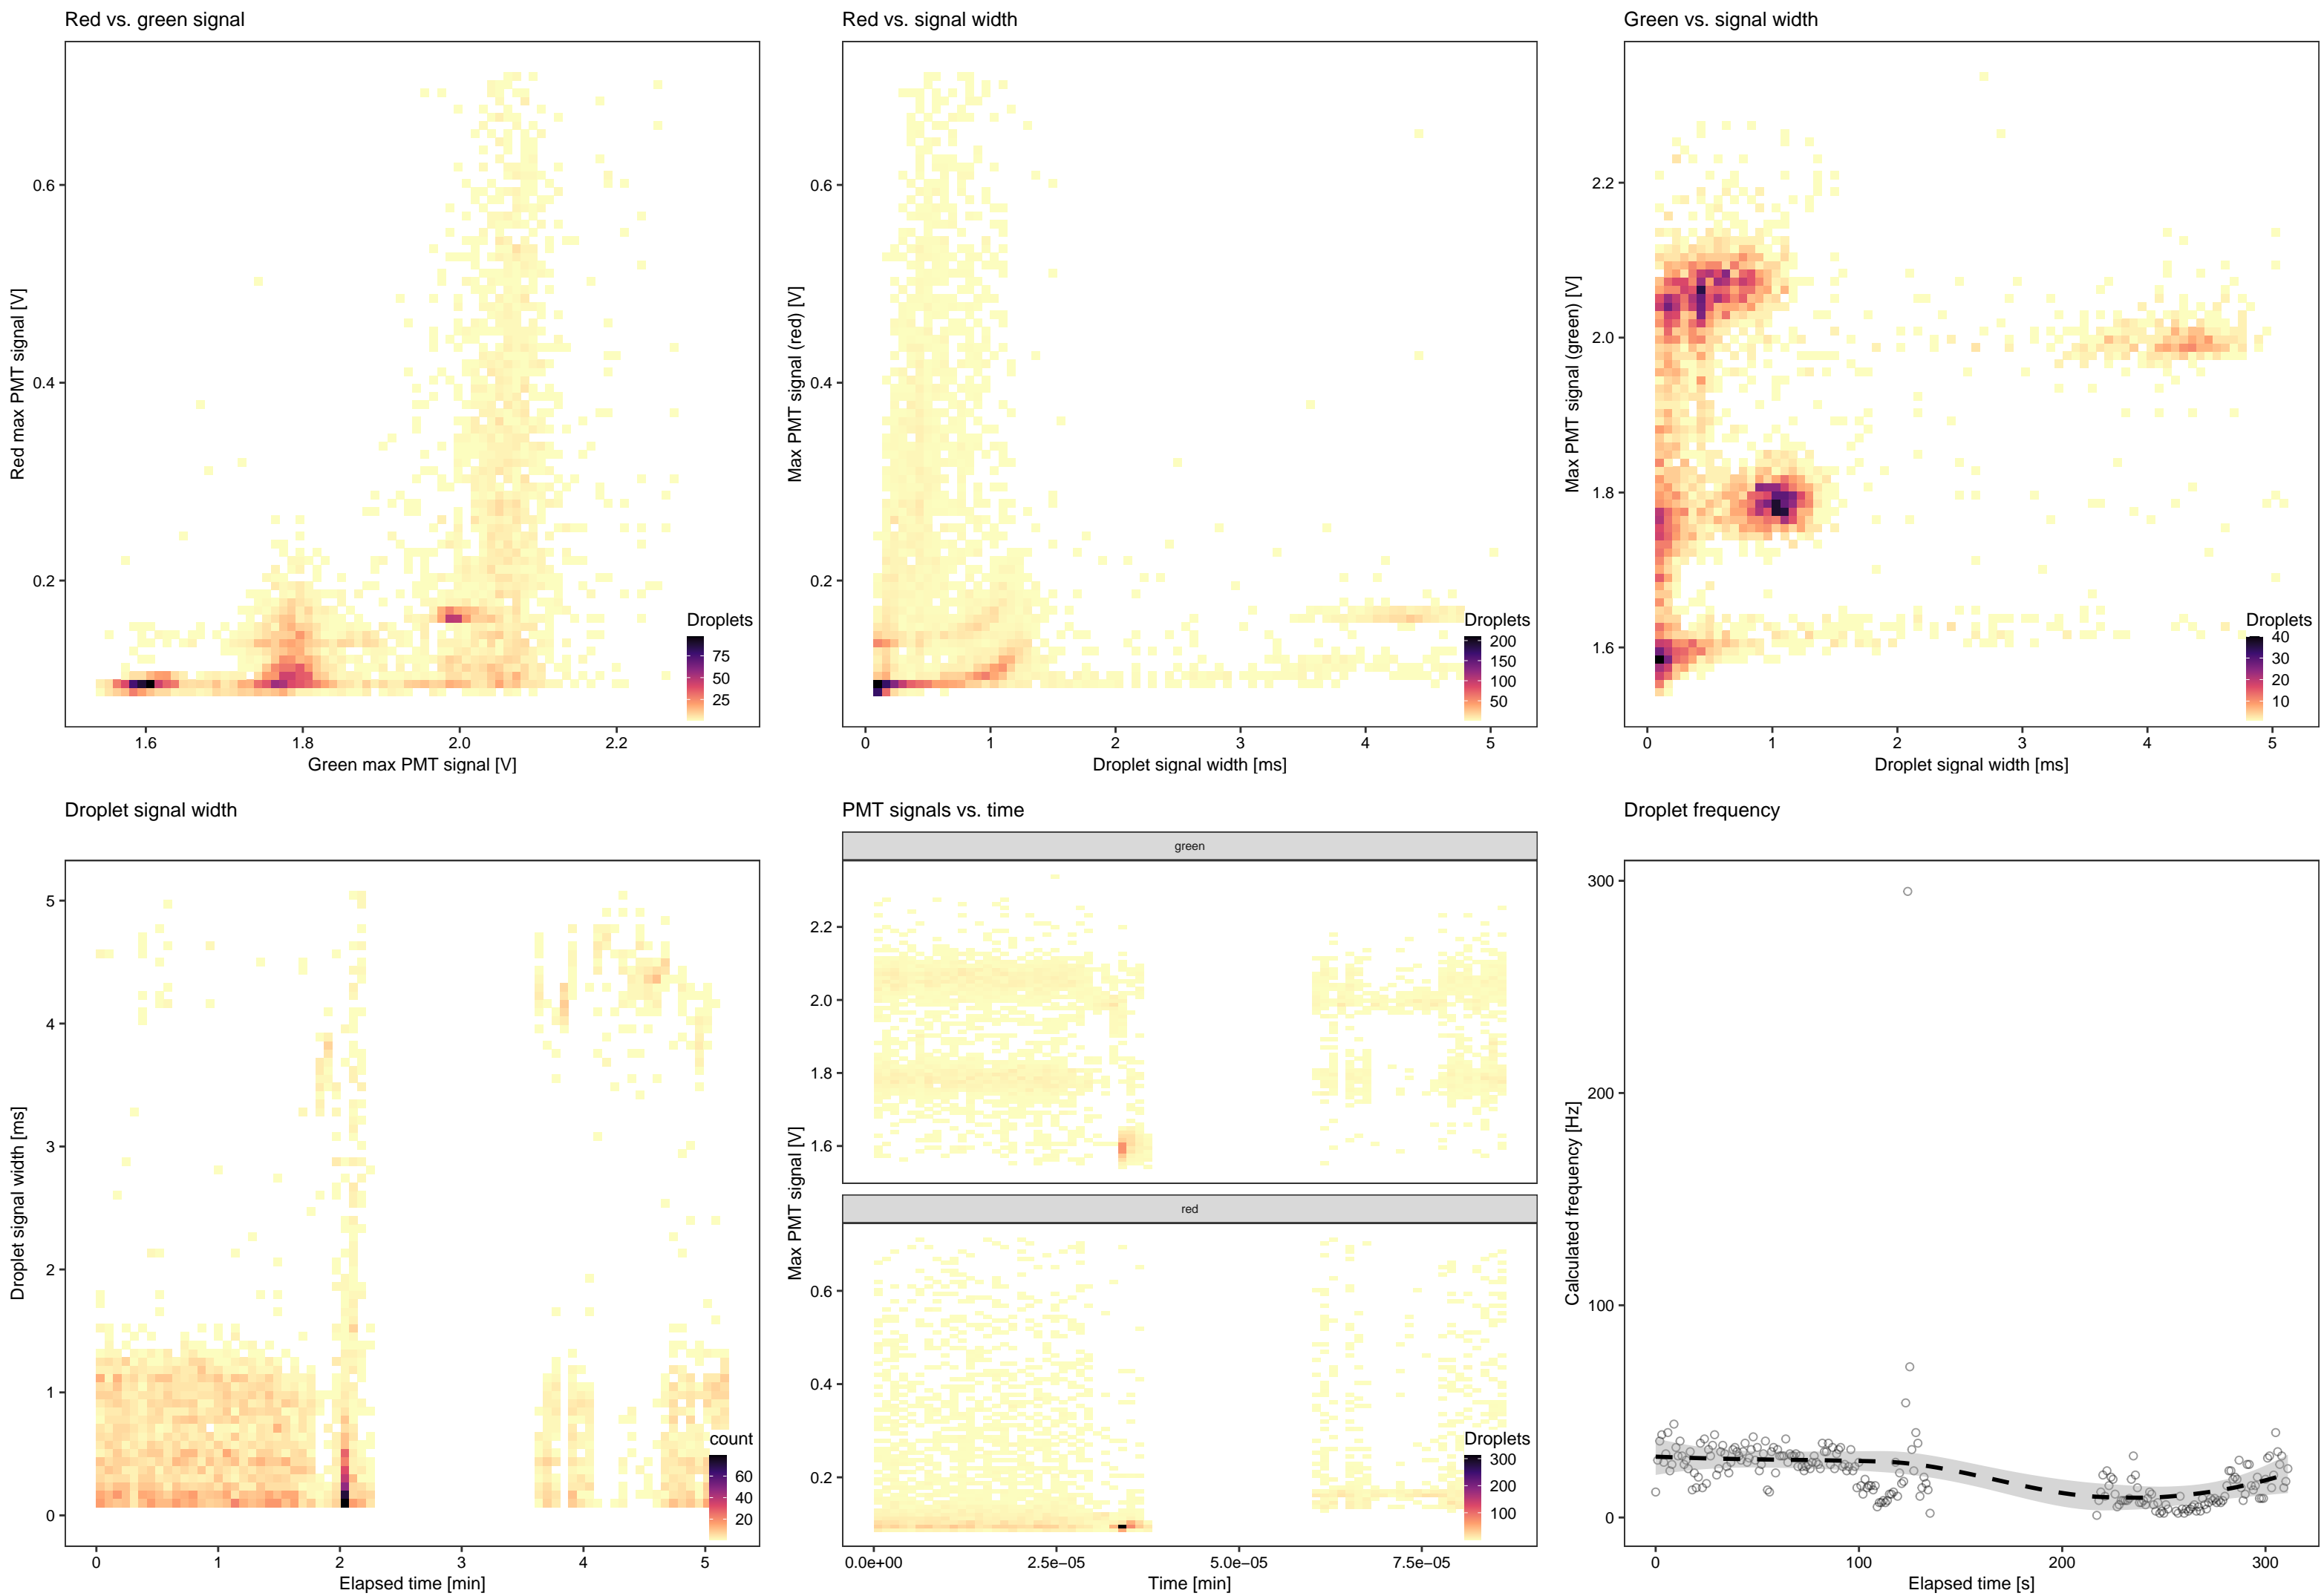 Red vs. green signal
Red max PMT signal [V]
0.6
0.4
0.2
Droplets
75
50
25
1.6
1.8
2.0
2.2
Green max PMT signal [V]
Red vs. signal width
Max PMT signal (red) [V]
0.6
0.4
0.2
Droplets
200
150
100
50
0
1
2
3
4
5
Droplet signal width [ms]
Green vs. signal width
Max PMT signal (green) [V]
2.2
2.0
1.8
1.6
Droplets
40
30
20
10
0
1
2
3
4
5
Droplet signal width [ms]
Droplet signal width
Droplet signal width [ms]
5
4
3
2
1
0
count
60
40
20
0
1
2
3
4
5
Elapsed time [min]
PMT signals vs. time
Max PMT signal [V]
green
2.2
2.0
1.8
1.6
red
0.6
0.4
0.2
Droplets
300
200
100
0.0e+00
2.5e−05
5.0e−05
7.5e−05
Time [min]
Droplet frequency
Calculated frequency [Hz]
300
200
100
0
0
100
200
300
Elapsed time [s]